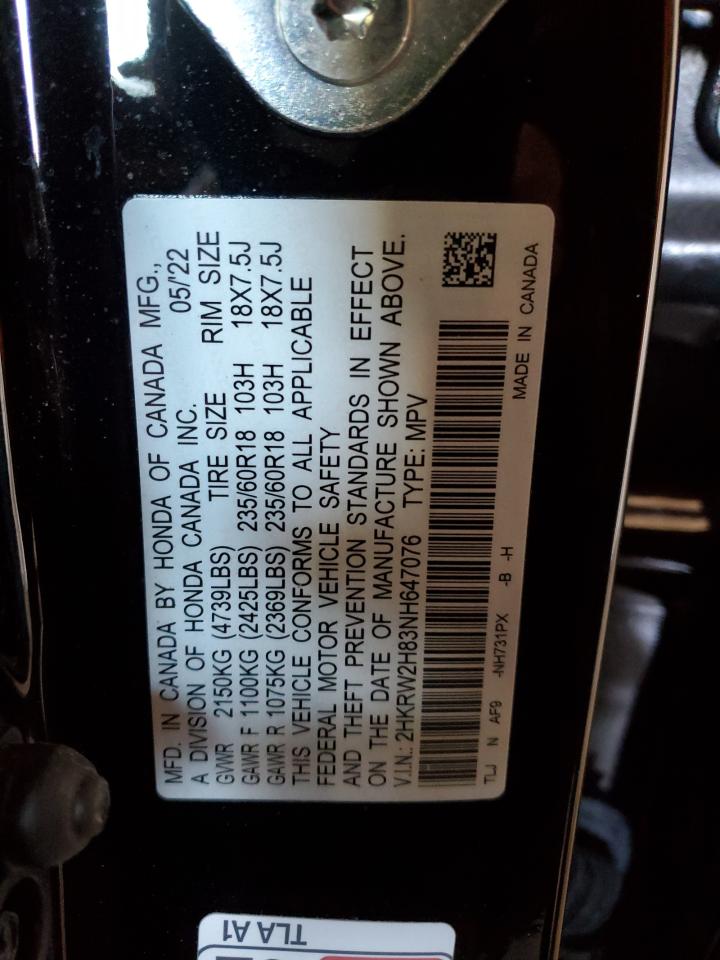 MFD. IN CANADA BY HONDA OF CANADA MFG.,
A DIVISION OF HONDA CANADA INC. 05/'22
GVWR 2150KG (4739LBS) TIRE SIZE RIM SIZE
GAWR F 1100KG (2425LBS) 235/60R18 103H 18X7.5J
GAWR R 1075KG (2369LBS) 235/60R18 103H 18X7.5J
THIS VEHICLE CONFORMS TO ALL APPLICABLE
FEDERAL MOTOR VEHICLE SAFETY
AND THEFT PREVENTION STANDARDS IN EFFECT
ON THE DATE OF MANUFACTURE SHOWN ABOVE.
V.I.N.: 2HKRW2H83NH647076 TYPE: MPV
TLJ N AF9 -NH731PX -B -H MADE IN CANADA
TLA A1